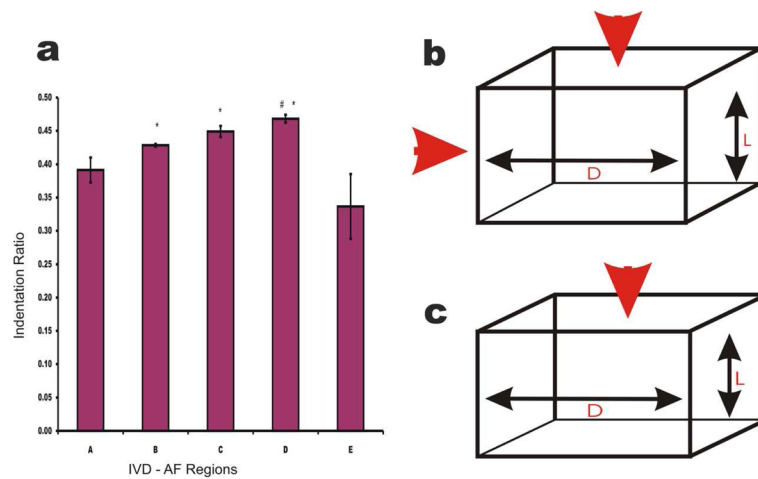 a
0.50
0.45
0.40
0.35
0.30
0.25
0.20
0.15
0.10
0.05
0.00
Indentation Ratio
* * # *
A B C D E
IVD - AF Regions
b
D
L
c
D
L